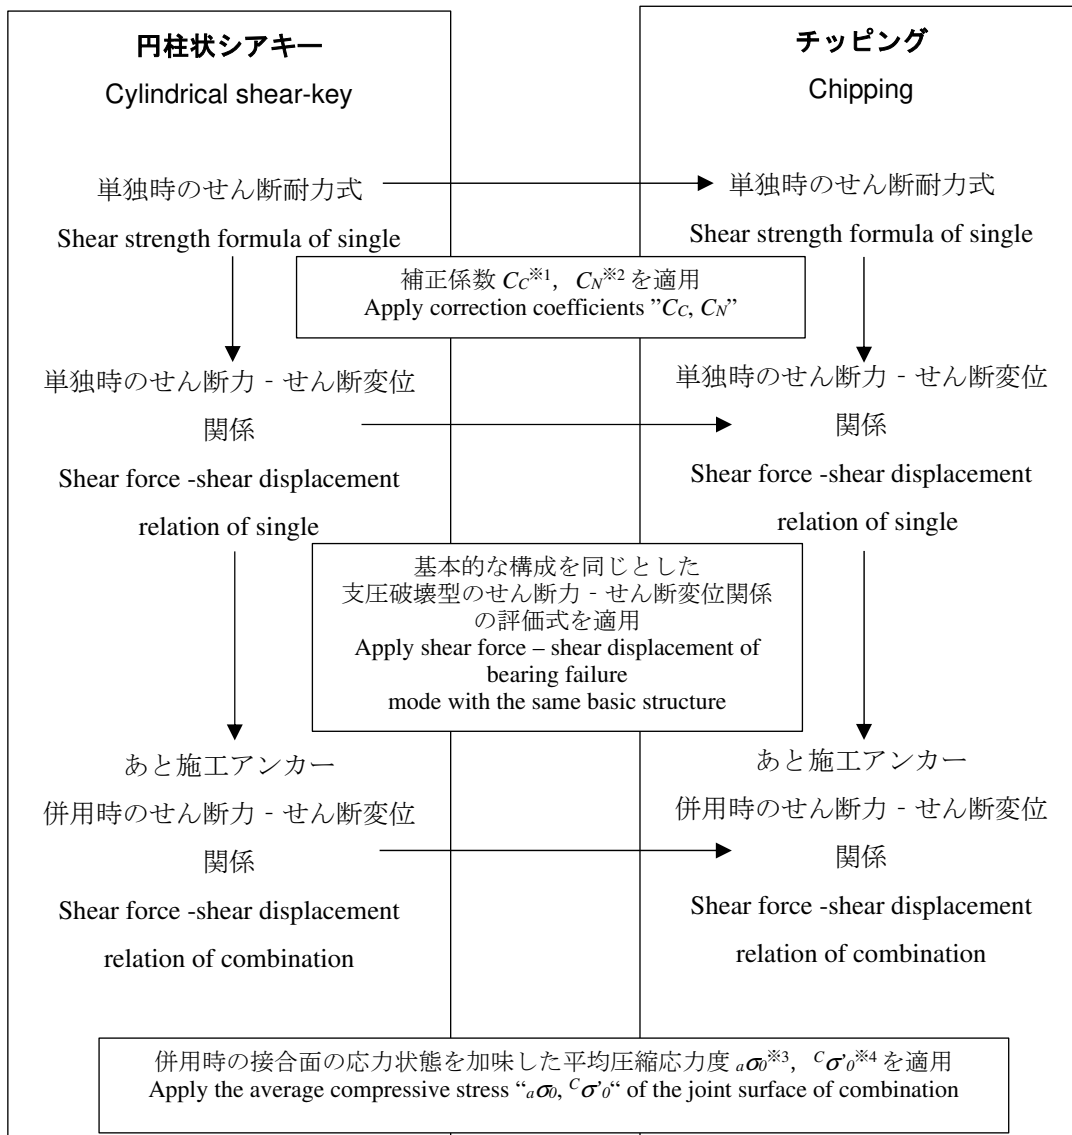 円柱状シアキー
Cylindrical shear-key
チッピング
Chipping
単独時のせん断耐力式
Shear strength formula of single
単独時のせん断耐力式
Shear strength formula of single
補正係数 CC※1，CN※2 を適用
Apply correction coefficients ”CC, CN”
単独時のせん断力 - せん断変位
関係
Shear force -shear displacement
relation of single
単独時のせん断力 - せん断変位
関係
Shear force -shear displacement
relation of single
基本的な構成を同じとした
支圧破壊型のせん断力 - せん断変位関係
の評価式を適用
Apply shear force – shear displacement of
bearing failure
mode with the same basic structure
あと施工アンカー
併用時のせん断力 - せん断変位
関係
Shear force -shear displacement
relation of combination
あと施工アンカー
併用時のせん断力 - せん断変位
関係
Shear force -shear displacement
relation of combination
併用時の接合面の応力状態を加味した平均圧縮応力度 aσ0※3，Cσ’0※4 を適用
Apply the average compressive stress “aσ0, Cσ’0“ of the joint surface of combination